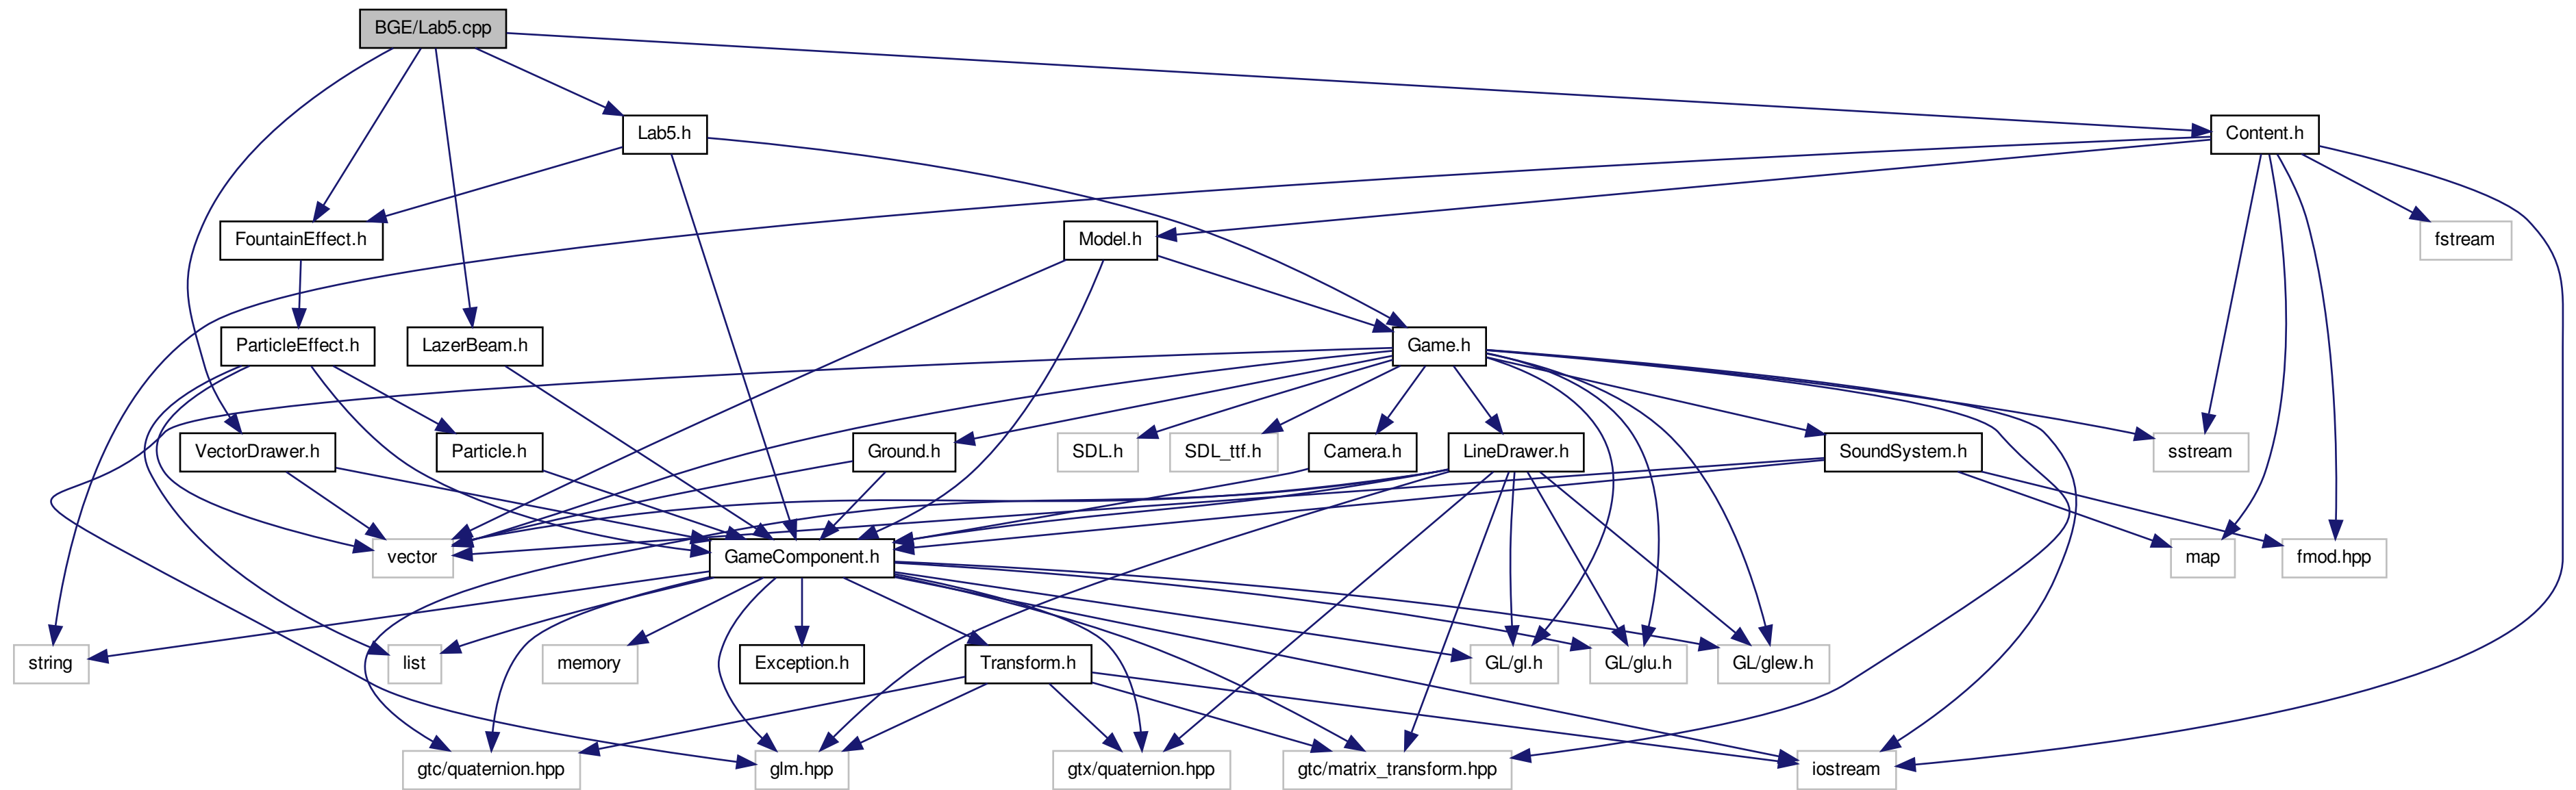 BGE/Lab5.cpp
Lab5.h
Content.h
FountainEffect.h
Model.h
fstream
ParticleEffect.h
LazerBeam.h
Game.h
VectorDrawer.h
Particle.h
Ground.h
SDL.h
SDL_ttf.h
Camera.h
LineDrawer.h
SoundSystem.h
sstream
vector
GameComponent.h
map
fmod.hpp
string
list
memory
Exception.h
Transform.h
GL/gl.h
GL/glu.h
GL/glew.h
gtc/quaternion.hpp
glm.hpp
gtx/quaternion.hpp
gtc/matrix_transform.hpp
iostream